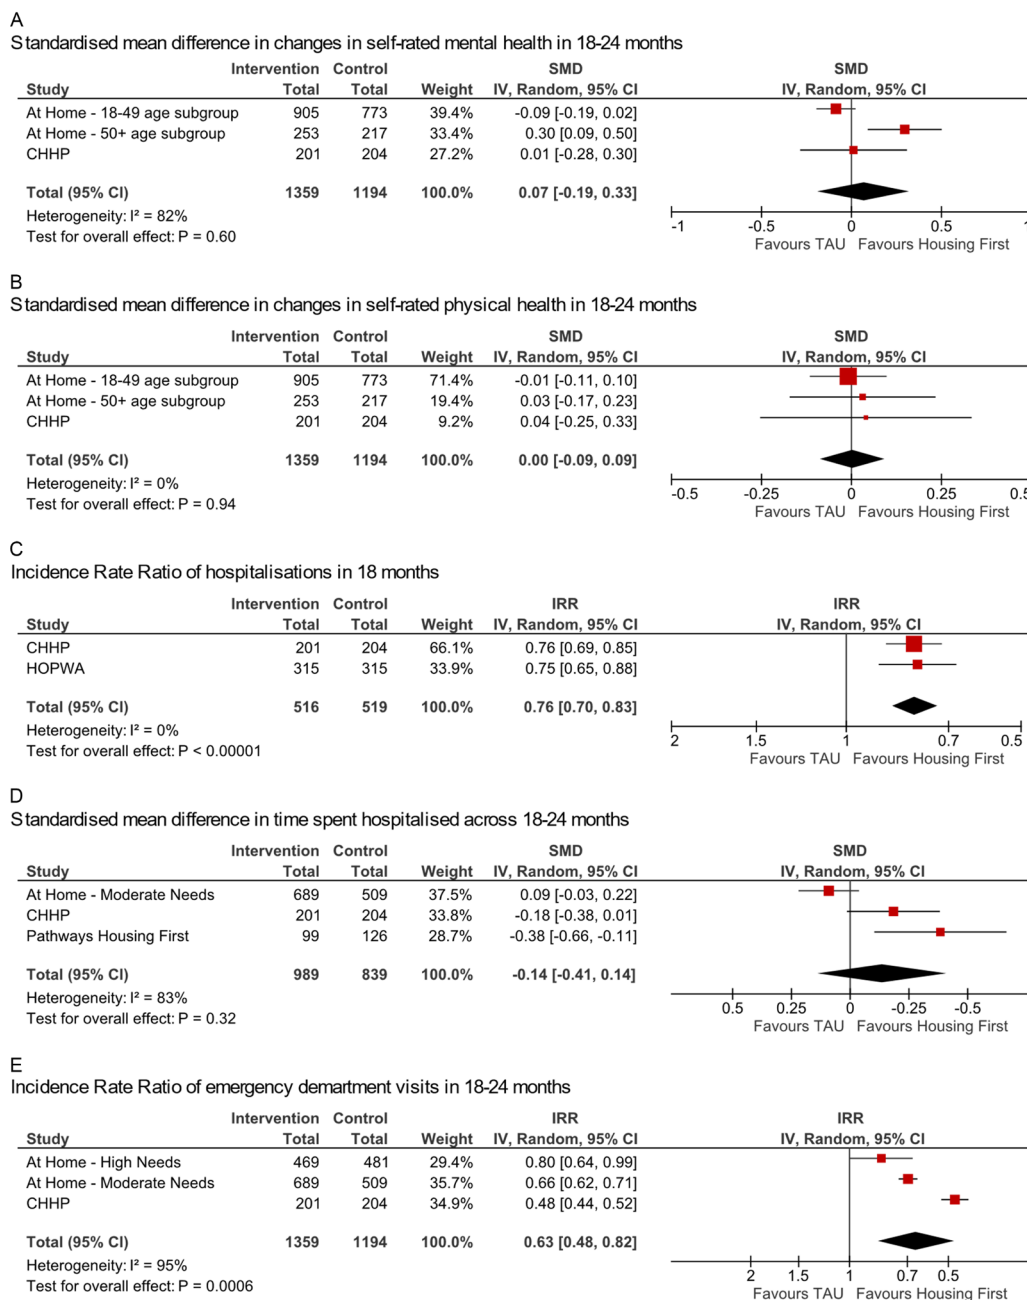 A
Standardised mean difference in changes in self-rated mental health in 18-24 months
Intervention Control SMD SMD
Study Total Total Weight IV, Random, 95% CI IV, Random, 95% CI
At Home - 18-49 age subgroup 905 773 39.4% -0.09 [-0.19, 0.02]
At Home - 50+ age subgroup 253 217 33.4% 0.30 [0.09, 0.50]
CHHP 201 204 27.2% 0.01 [-0.28, 0.30]
Total (95% CI) 1359 1194 100.0% 0.07 [-0.19, 0.33]
Heterogeneity: I² = 82%
Test for overall effect: P = 0.60
-1 -0.5 0 0.5 1
Favours TAU Favours Housing First
B
Standardised mean difference in changes in self-rated physical health in 18-24 months
Intervention Control SMD SMD
Study Total Total Weight IV, Random, 95% CI IV, Random, 95% CI
At Home - 18-49 age subgroup 905 773 71.4% -0.01 [-0.11, 0.10]
At Home - 50+ age subgroup 253 217 19.4% 0.03 [-0.17, 0.23]
CHHP 201 204 9.2% 0.04 [-0.25, 0.33]
Total (95% CI) 1359 1194 100.0% 0.00 [-0.09, 0.09]
Heterogeneity: I² = 0%
Test for overall effect: P = 0.94
-0.5 -0.25 0 0.25 0.5
Favours TAU Favours Housing First
C
Incidence Rate Ratio of hospitalisations in 18 months
Intervention Control IRR IRR
Study Total Total Weight IV, Random, 95% CI IV, Random, 95% CI
CHHP 201 204 66.1% 0.76 [0.69, 0.85]
HOPWA 315 315 33.9% 0.75 [0.65, 0.88]
Total (95% CI) 516 519 100.0% 0.76 [0.70, 0.83]
Heterogeneity: I² = 0%
Test for overall effect: P < 0.00001
2 1.5 1 0.7 0.5
Favours TAU Favours Housing First
D
Standardised mean difference in time spent hospitalised across 18-24 months
Intervention Control SMD SMD
Study Total Total Weight IV, Random, 95% CI IV, Random, 95% CI
At Home - Moderate Needs 689 509 37.5% 0.09 [-0.03, 0.22]
CHHP 201 204 33.8% -0.18 [-0.38, 0.01]
Pathways Housing First 99 126 28.7% -0.38 [-0.66, -0.11]
Total (95% CI) 989 839 100.0% -0.14 [-0.41, 0.14]
Heterogeneity: I² = 83%
Test for overall effect: P = 0.32
0.5 0.25 0 -0.25 -0.5
Favours TAU Favours Housing First
E
Incidence Rate Ratio of emergency demartment visits in 18-24 months
Intervention Control IRR IRR
Study Total Total Weight IV, Random, 95% CI IV, Random, 95% CI
At Home - High Needs 469 481 29.4% 0.80 [0.64, 0.99]
At Home - Moderate Needs 689 509 35.7% 0.66 [0.62, 0.71]
CHHP 201 204 34.9% 0.48 [0.44, 0.52]
Total (95% CI) 1359 1194 100.0% 0.63 [0.48, 0.82]
Heterogeneity: I² = 95%
Test for overall effect: P = 0.0006
2 1.5 1 0.7 0.5
Favours TAU Favours Housing First